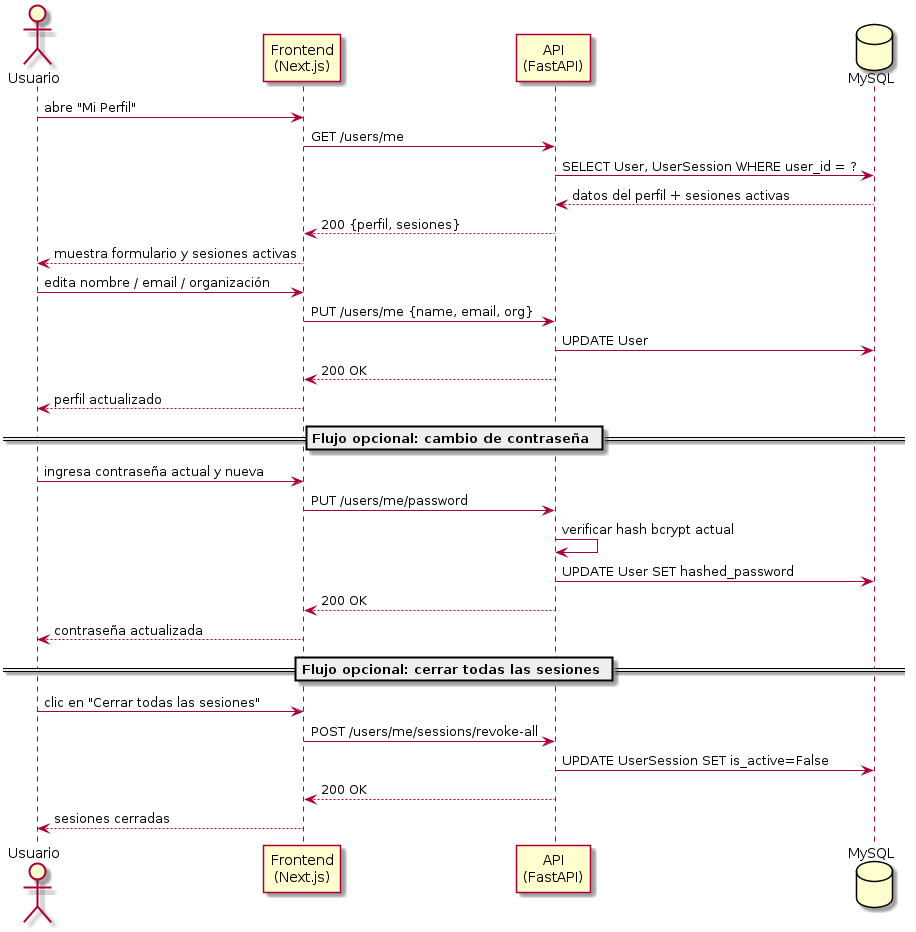 Usuario
Frontend
(Next.js)
API
(FastAPI)
MySQL
abre "Mi Perfil"
GET /users/me
SELECT User, UserSession WHERE user_id = ?
datos del perfil + sesiones activas
200 {perfil, sesiones}
muestra formulario y sesiones activas
edita nombre / email / organización
PUT /users/me {name, email, org}
UPDATE User
200 OK
perfil actualizado
Flujo opcional: cambio de contraseña
ingresa contraseña actual y nueva
PUT /users/me/password
verificar hash bcrypt actual
UPDATE User SET hashed_password
200 OK
contraseña actualizada
Flujo opcional: cerrar todas las sesiones
clic en "Cerrar todas las sesiones"
POST /users/me/sessions/revoke-all
UPDATE UserSession SET is_active=False
200 OK
sesiones cerradas
Usuario
Frontend
(Next.js)
API
(FastAPI)
MySQL